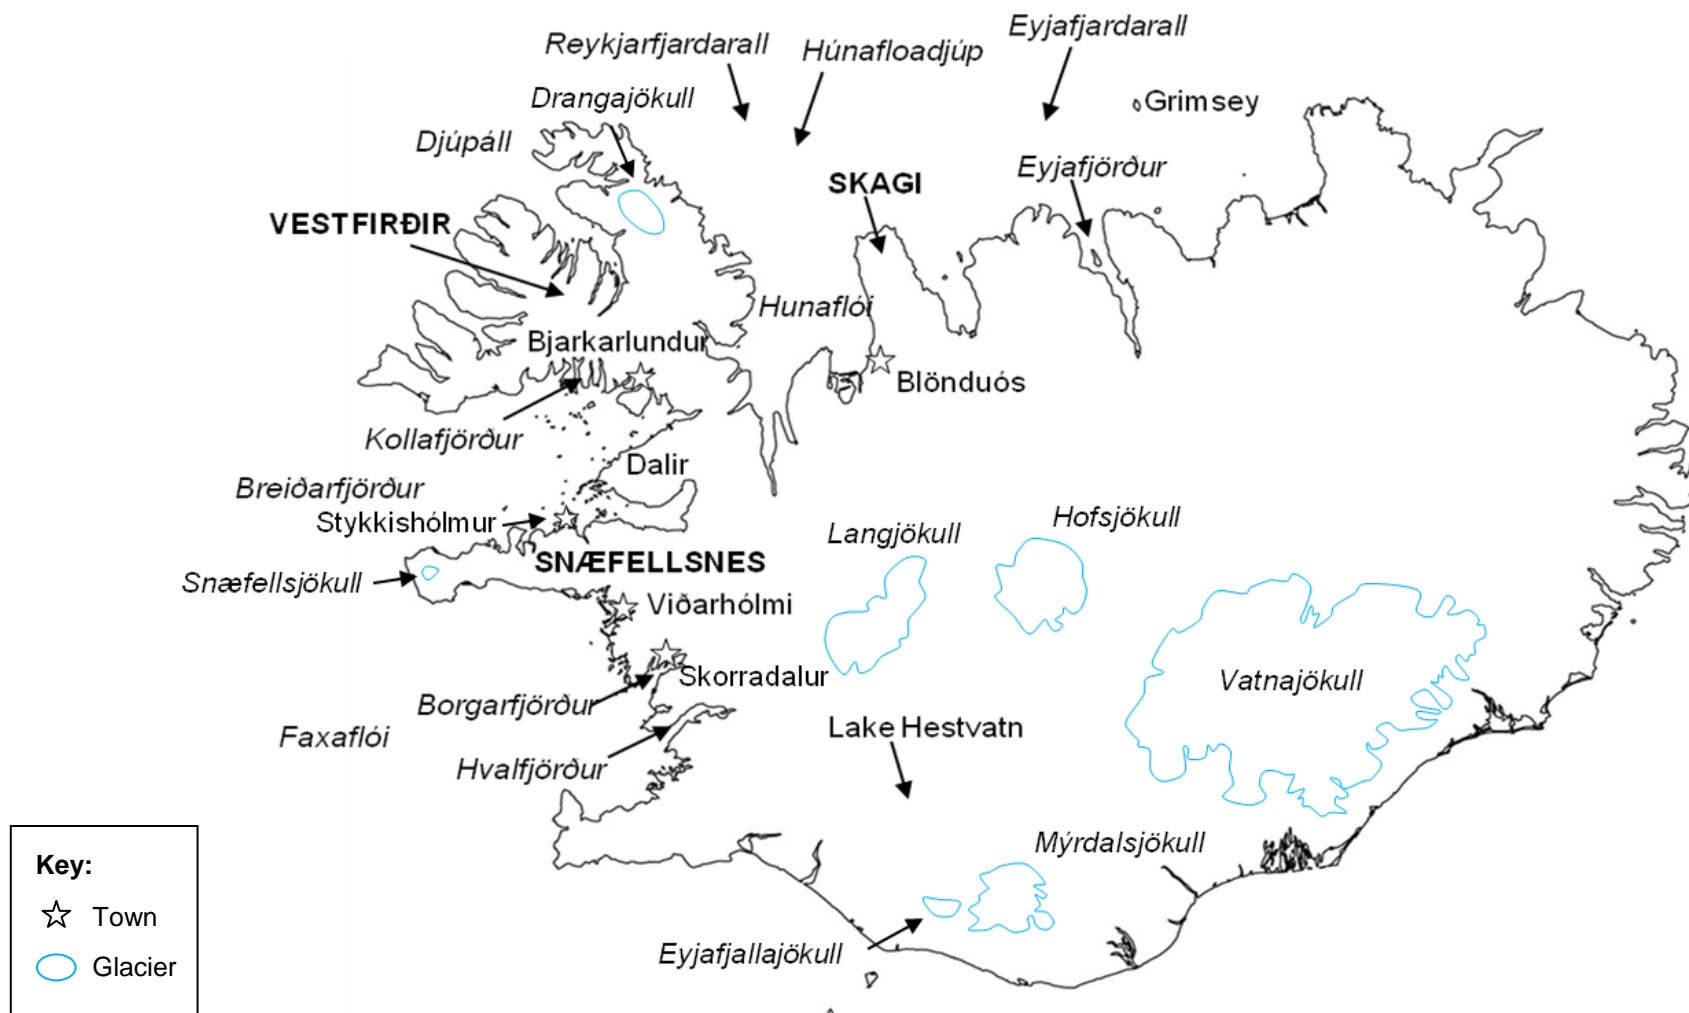 Eyjafjardarall
Reykjarfjardarall
Húnafloadjúp
Drangajökull
Grimsey
Djúpáll
Eyjafjörður
SKAGI
VESTFIRÐIR
Hunaflói
Bjarkarlundur
Blönduós
Kollafjörður
Dalir
Breiðarfjörður
Stykkishólmur
Hofsjökull
Langjökull
SNÆFELLSNES
Snæfellsjökull
Viðarhólmi
Skorradalur
Vatnajökull
Borgarfjörður
Lake Hestvatn
Faxaflói
Hvalfjörður
Mýrdalsjökull
Eyjafjallajökull
Key:
Town
Glacier